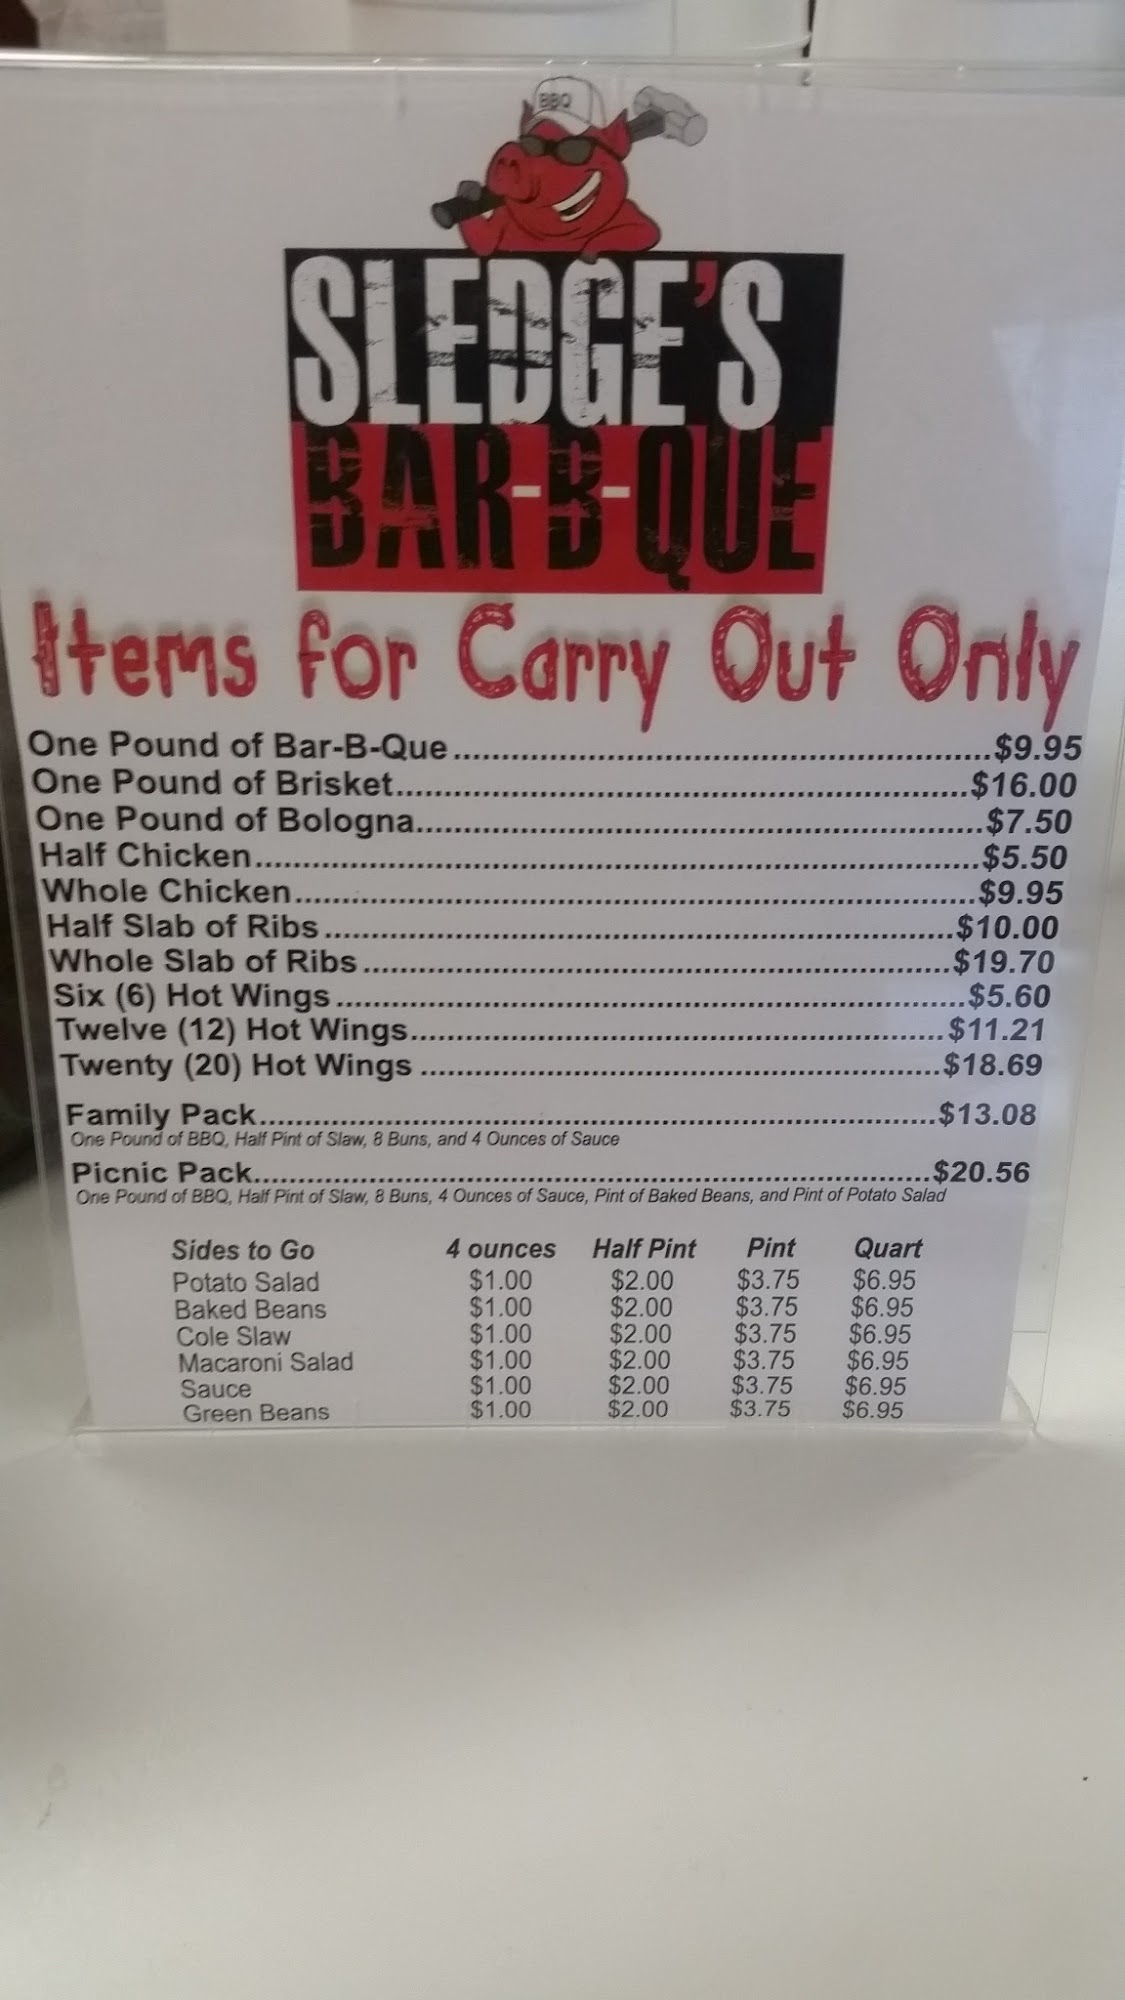 BBQ
SLEDGE'S
BAR-B-QUE
Items for Carry Out Only
One Pound of Bar-B-Que....................$9.95
One Pound of Brisket....................$16.00
One Pound of Bologna....................$7.50
Half Chicken....................$5.50
Whole Chicken....................$9.95
Half Slab of Ribs....................$10.00
Whole Slab of Ribs....................$19.70
Six (6) Hot Wings....................$5.60
Twelve (12) Hot Wings....................$11.21
Twenty (20) Hot Wings....................$18.69
Family Pack....................$13.08
One Pound of BBQ, Half Pint of Slaw, 8 Buns, and 4 Ounces of Sauce
Picnic Pack....................$20.56
One Pound of BBQ, Half Pint of Slaw, 8 Buns, 4 Ounces of Sauce, Pint of Baked Beans, and Pint of Potato Salad
Sides to Go 4 ounces Half Pint Pint Quart
Potato Salad $1.00 $2.00 $3.75 $6.95
Baked Beans $1.00 $2.00 $3.75 $6.95
Cole Slaw $1.00 $2.00 $3.75 $6.95
Macaroni Salad $1.00 $2.00 $3.75 $6.95
Sauce $1.00 $2.00 $3.75 $6.95
Green Beans $1.00 $2.00 $3.75 $6.95